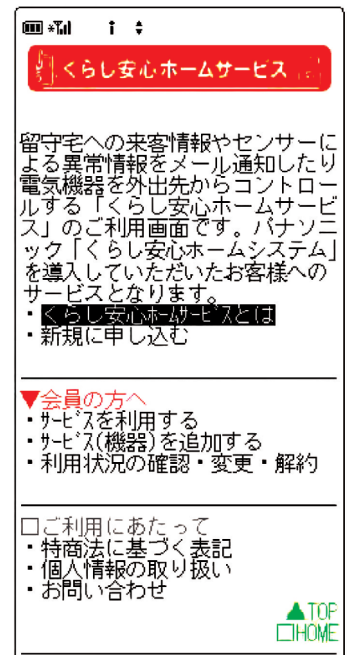 くらし安心ホームサービス
留守宅への来客情報やセンサーに
よる異常情報をメール通知したり
電気機器を外出先からコントロー
ルする「くらし安心ホームサービ
ス」のご利用画面です。パナソニ
ック「くらし安心ホームシステム」
を導入していただいたお客様への
サービスとなります。
・くらし安心ﾎｰﾑｻｰﾋﾞｽとは
・新規に申し込む
▼会員の方へ
・ｻｰﾋﾞｽを利用する
・ｻｰﾋﾞｽ(機器)を追加する
・利用状況の確認・変更・解約
□ご利用にあたって
・特商法に基づく表記
・個人情報の取り扱い
・お問い合わせ
▲TOP
□HOME